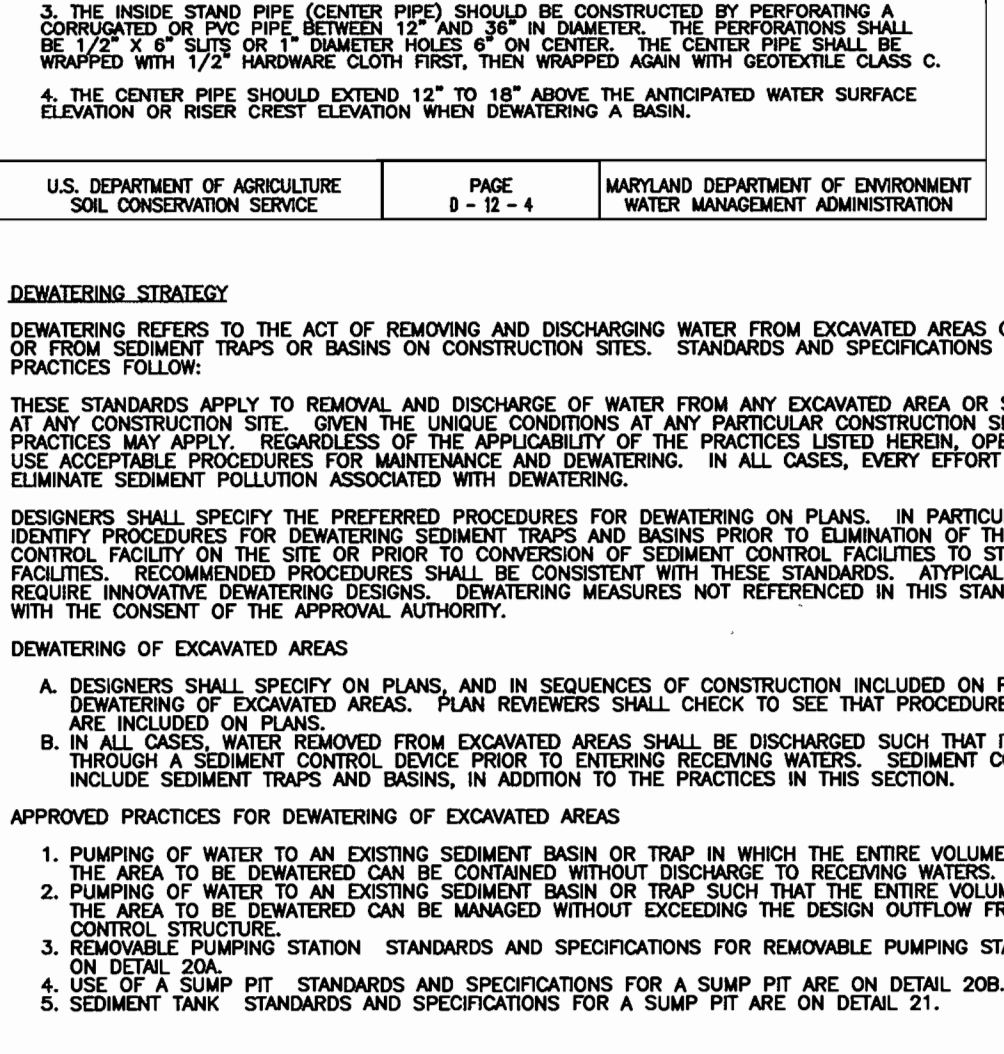 3. THE INSIDE STAND PIPE (CENTER PIPE) SHOULD BE CONSTRUCTED BY PERFORATING A
CORRUGATED OR PVC PIPE BETWEEN 12" AND 36" IN DIAMETER. THE PERFORATIONS SHALL
BE 1/2" X 6" SLITS OR 1" DIAMETER HOLES 6" ON CENTER. THE CENTER PIPE SHALL BE
WRAPPED WITH 1/2" HARDWARE CLOTH FIRST, THEN WRAPPED AGAIN WITH GEOTEXTILE CLASS C.
4. THE CENTER PIPE SHOULD EXTEND 12" TO 18" ABOVE THE ANTICIPATED WATER SURFACE
ELEVATION OR RISER CREST ELEVATION WHEN DEWATERING A BASIN.
U.S. DEPARTMENT OF AGRICULTURE
SOIL CONSERVATION SERVICE
PAGE
D - 12 - 4
MARYLAND DEPARTMENT OF ENVIRONMENT
WATER MANAGEMENT ADMINISTRATION
DEWATERING STRATEGY
DEWATERING REFERS TO THE ACT OF REMOVING AND DISCHARGING WATER FROM EXCAVATED AREAS
OR FROM SEDIMENT TRAPS OR BASINS ON CONSTRUCTION SITES. STANDARDS AND SPECIFICATIONS
PRACTICES FOLLOW:
THESE STANDARDS APPLY TO REMOVAL AND DISCHARGE OF WATER FROM ANY EXCAVATED AREA OR
AT ANY CONSTRUCTION SITE. GIVEN THE UNIQUE CONDITIONS AT ANY PARTICULAR CONSTRUCTION
PRACTICES MAY APPLY. REGARDLESS OF THE APPLICABILITY OF THE PRACTICES LISTED HEREIN, OPE
USE ACCEPTABLE PROCEDURES FOR MAINTENANCE AND DEWATERING. IN ALL CASES, EVERY EFFORT
ELIMINATE SEDIMENT POLLUTION ASSOCIATED WITH DEWATERING.
DESIGNERS SHALL SPECIFY THE PREFERRED PROCEDURES FOR DEWATERING ON PLANS. IN PARTICU
IDENTIFY PROCEDURES FOR DEWATERING SEDIMENT TRAPS AND BASINS PRIOR TO ELIMINATION OF TH
CONTROL FACILITY ON THE SITE OR PRIOR TO CONVERSION OF SEDIMENT CONTROL FACILITIES TO ST
FACILITIES. RECOMMENDED PROCEDURES SHALL BE CONSISTENT WITH THESE STANDARDS. ATYPICAL
REQUIRE INNOVATIVE DEWATERING DESIGNS. DEWATERING MEASURES NOT REFERENCED IN THIS STAN
WITH THE CONSENT OF THE APPROVAL AUTHORITY.
DEWATERING OF EXCAVATED AREAS
A. DESIGNERS SHALL SPECIFY ON PLANS, AND IN SEQUENCES OF CONSTRUCTION INCLUDED ON
DEWATERING OF EXCAVATED AREAS. PLAN REVIEWERS SHALL CHECK TO SEE THAT PROCEDURE
ARE INCLUDED ON PLANS.
B. IN ALL CASES, WATER REMOVED FROM EXCAVATED AREAS SHALL BE DISCHARGED SUCH THAT
THROUGH A SEDIMENT CONTROL DEVICE PRIOR TO ENTERING RECEIVING WATERS. SEDIMENT
INCLUDE SEDIMENT TRAPS AND BASINS, IN ADDITION TO THE PRACTICES IN THIS SECTION.
APPROVED PRACTICES FOR DEWATERING OF EXCAVATED AREAS
1. PUMPING OF WATER TO AN EXISTING SEDIMENT BASIN OR TRAP IN WHICH THE ENTIRE VOLUME
THE AREA TO BE DEWATERED CAN BE CONTAINED WITHOUT DISCHARGE TO RECEIVING WATERS.
2. PUMPING OF WATER TO AN EXISTING SEDIMENT BASIN OR TRAP SUCH THAT THE ENTIRE VOLUM
THE AREA TO BE DEWATERED CAN BE MANAGED WITHOUT EXCEEDING THE DESIGN OUTFLOW FR
CONTROL STRUCTURE.
3. REMOVABLE PUMPING STATION STANDARDS AND SPECIFICATIONS FOR REMOVABLE PUMPING STA
ON DETAIL 20A.
4. USE OF A SUMP PIT STANDARDS AND SPECIFICATIONS FOR A SUMP PIT ARE ON DETAIL 20B.
5. SEDIMENT TANK STANDARDS AND SPECIFICATIONS FOR A SUMP PIT ARE ON DETAIL 21.